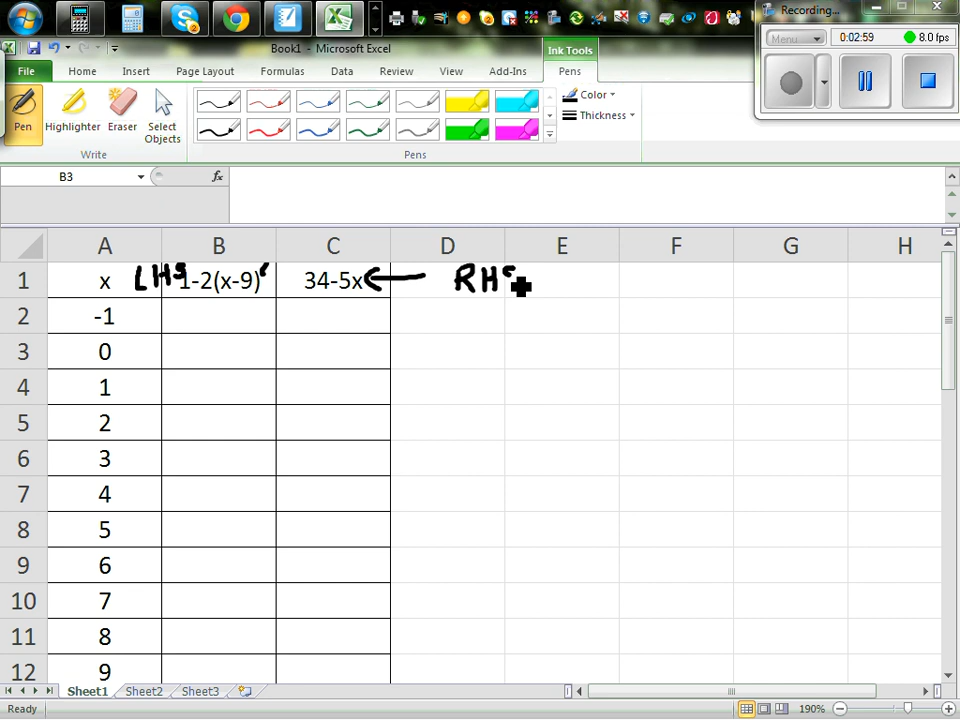 Recording...
Menu
0:02:59
8.0 fps
Book1 - Microsoft Excel
Ink Tools
File
Home
Insert
Page Layout
Formulas
Data
Review
View
Add-Ins
Pens
Pen
Highlighter
Eraser
Select Objects
Color
Thickness
Write
Pens
B3
fx
A B C D E F G H
1 x LHS 1-2(x-9) 34-5x RHS
2 -1
3 0
4 1
5 2
6 3
7 4
8 5
9 6
10 7
11 8
12 9
Sheet1 Sheet2 Sheet3
Ready
190%